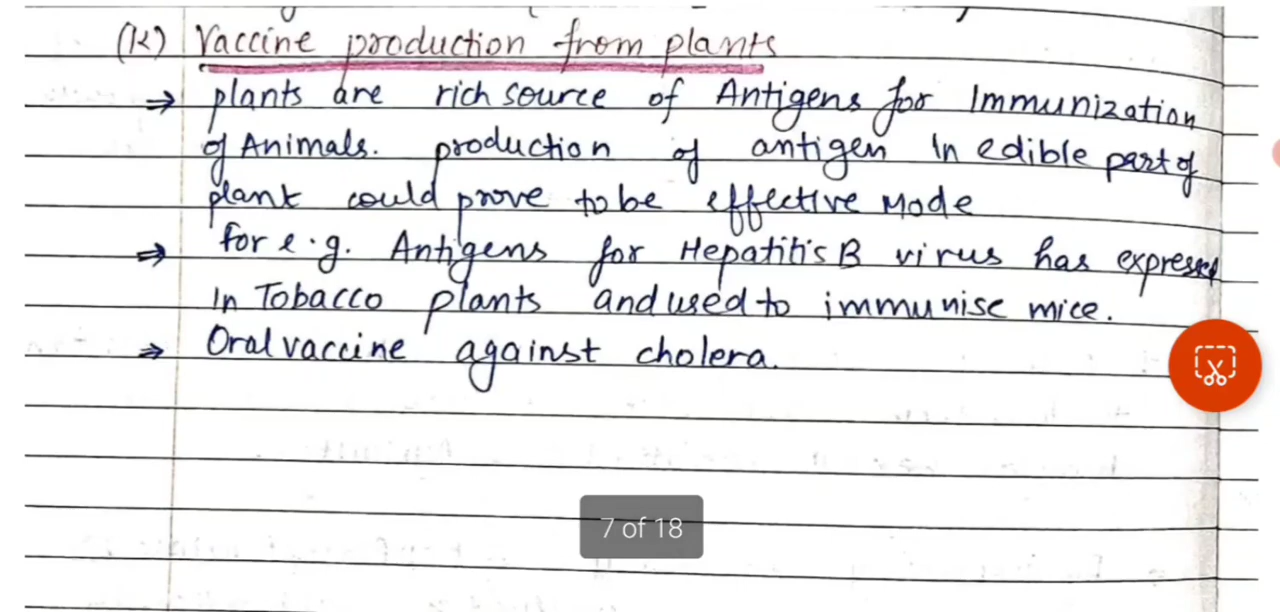 (K) Vaccine production from plants
⇒ plants are rich source of Antigens for Immunization
of Animals. production of antigen in edible part of
plant could prove to be effective Mode
⇒ for e.g. Antigens for Hepatitis B virus has expressed
In Tobacco plants and used to immunise mice.
⇒ Oral vaccine against cholera.
7 of 18